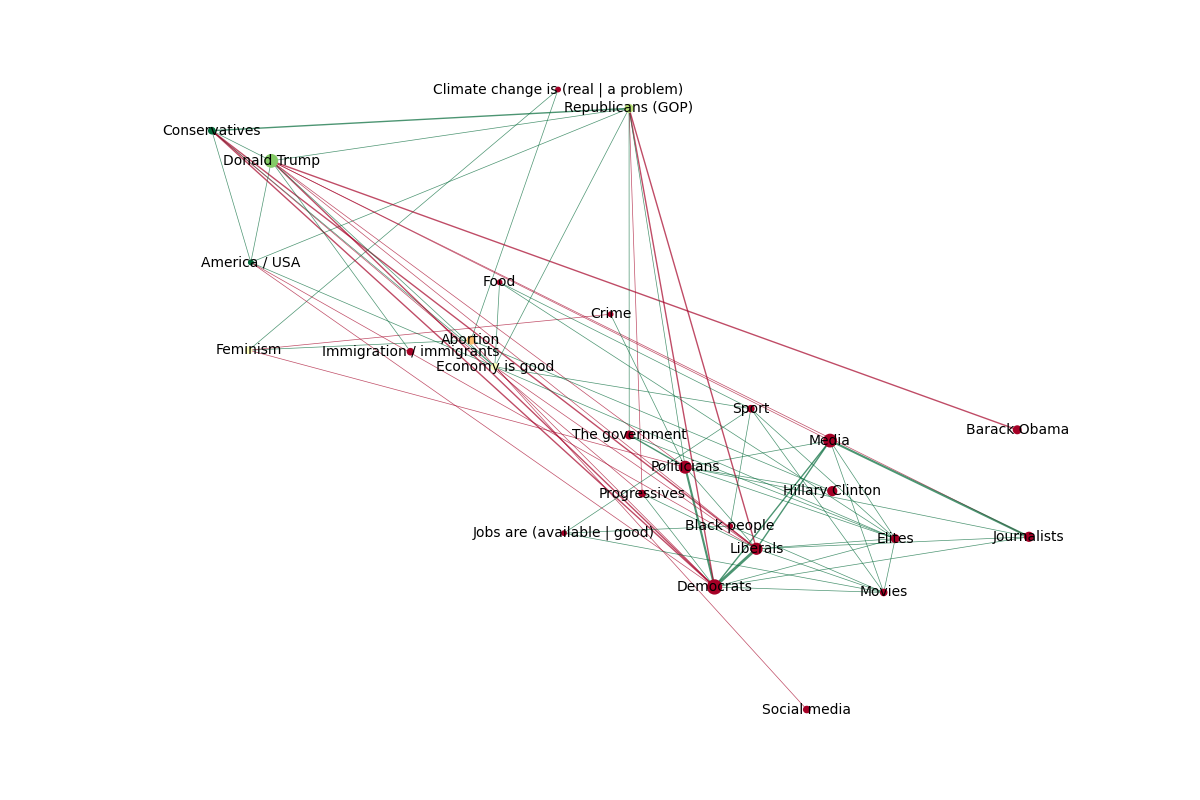 Climate change is (real | a problem)
Republicans (GOP)
Conservatives
Donald Trump
America / USA
Food
Crime
Abortion
Feminism
Immigration / immigrants
Economy is good
Sport
Barack Obama
The government
Media
Politicians
Hillary Clinton
Progressives
Black people
Jobs are (available | good)
Journalists
Elites
Liberals
Democrats
Movies
Social media